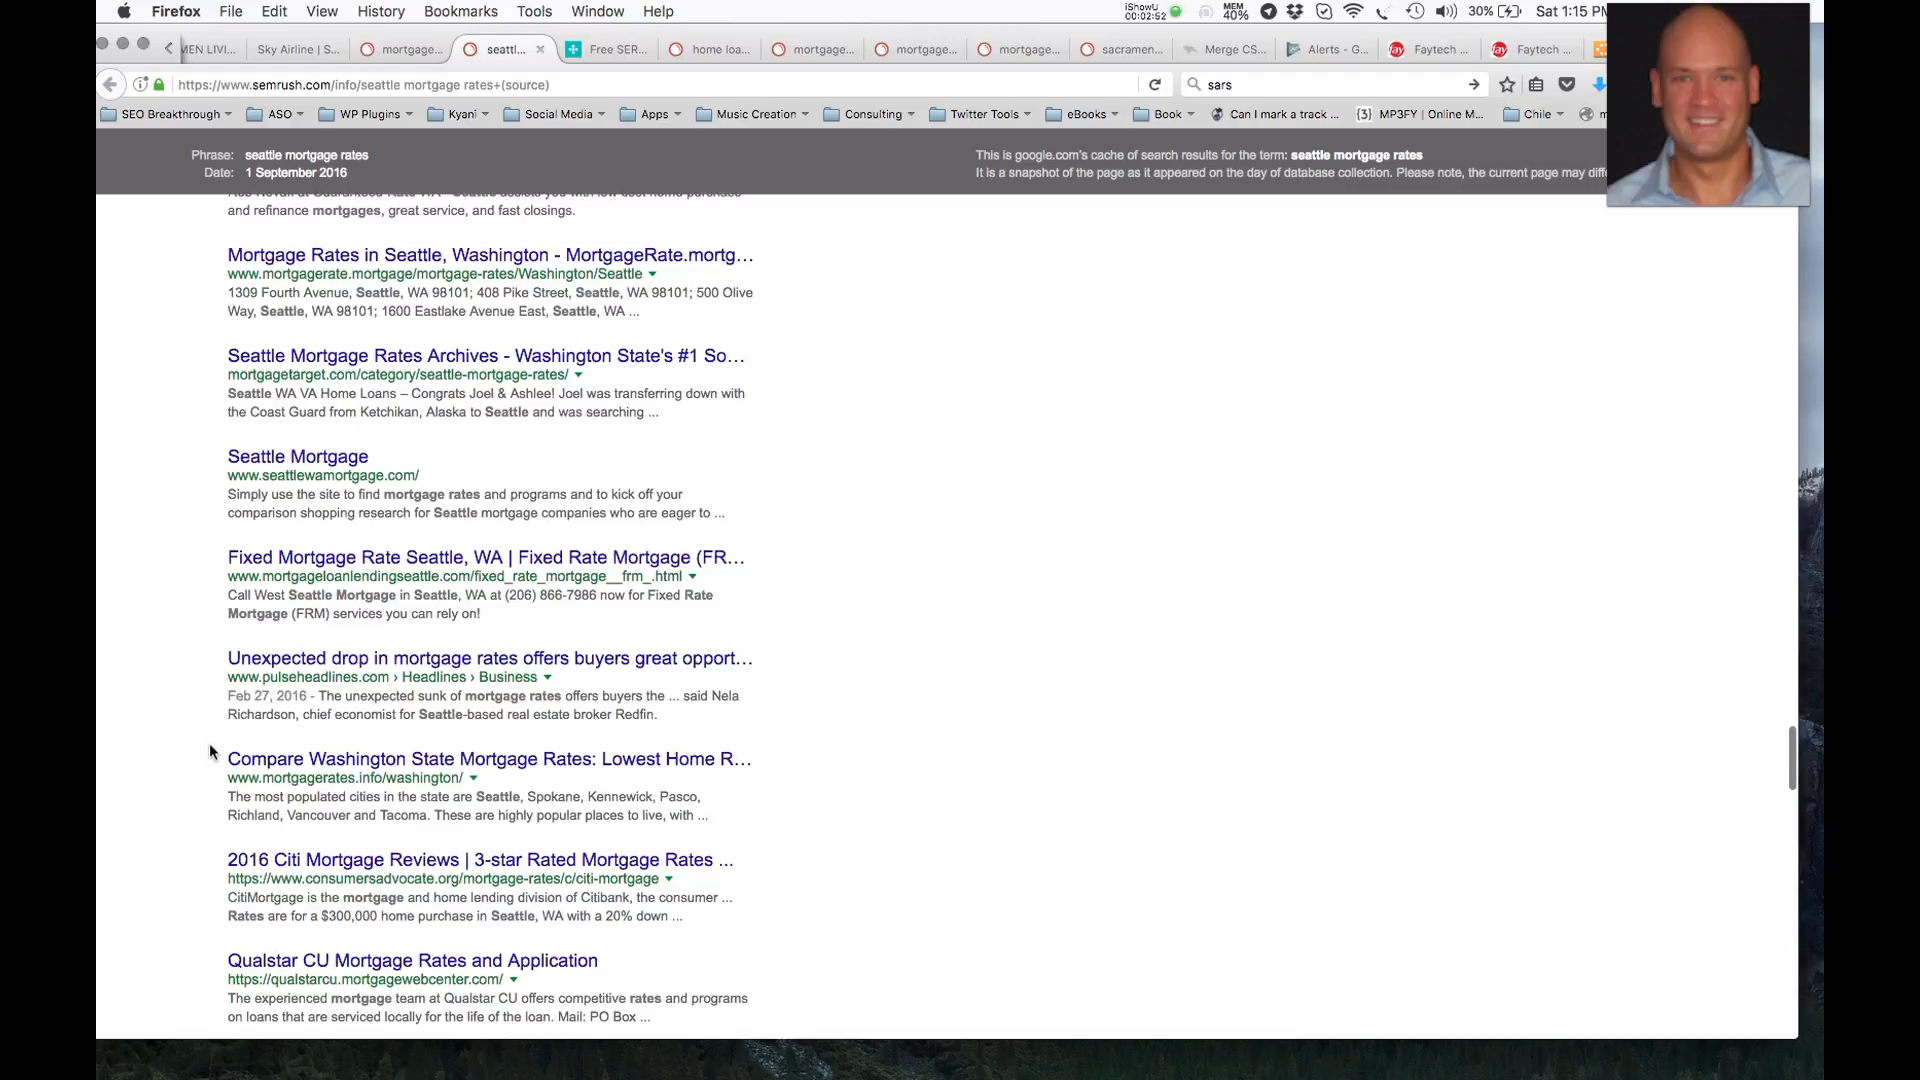 Firefox File Edit View History Bookmarks Tools Window Help
iShowU 00:02:52 MEM 40% 30% Sat 1:15 PM
MEN LIVI... Sky Airline | S... mortgage... seattl... Free SER... home loa... mortgage... mortgage... mortgage... sacramen... Merge CS... Alerts - G... Faytech ... Faytech ...
https://www.semrush.com/info/seattle mortgage rates+(source) sars
SEO Breakthrough ASO WP Plugins Kyani Social Media Apps Music Creation Consulting Twitter Tools eBooks Book Can I mark a track ... {3} MP3FY | Online M... Chile
Phrase: seattle mortgage rates
Date: 1 September 2016
This is google.com's cache of search results for the term: seattle mortgage rates
It is a snapshot of the page as it appeared on the day of database collection. Please note, the current page may
and refinance mortgages, great service, and fast closings.
Mortgage Rates in Seattle, Washington - MortgageRate.mortg...
www.mortgagerate.mortgage/mortgage-rates/Washington/Seattle
1309 Fourth Avenue, Seattle, WA 98101; 408 Pike Street, Seattle, WA 98101; 500 Olive
Way, Seattle, WA 98101; 1600 Eastlake Avenue East, Seattle, WA ...
Seattle Mortgage Rates Archives - Washington State's #1 So...
mortgagetarget.com/category/seattle-mortgage-rates/
Seattle WA VA Home Loans – Congrats Joel & Ashlee! Joel was transferring down with
the Coast Guard from Ketchikan, Alaska to Seattle and was searching ...
Seattle Mortgage
www.seattlewamortgage.com/
Simply use the site to find mortgage rates and programs and to kick off your
comparison shopping research for Seattle mortgage companies who are eager to ...
Fixed Mortgage Rate Seattle, WA | Fixed Rate Mortgage (FR...
www.mortgageloanlendingseattle.com/fixed_rate_mortgage__frm_.html
Call West Seattle Mortgage in Seattle, WA at (206) 866-7986 now for Fixed Rate
Mortgage (FRM) services you can rely on!
Unexpected drop in mortgage rates offers buyers great opport...
www.pulseheadlines.com › Headlines › Business
Feb 27, 2016 - The unexpected sunk of mortgage rates offers buyers the ... said Nela
Richardson, chief economist for Seattle-based real estate broker Redfin.
Compare Washington State Mortgage Rates: Lowest Home R...
www.mortgagerates.info/washington/
The most populated cities in the state are Seattle, Spokane, Kennewick, Pasco,
Richland, Vancouver and Tacoma. These are highly popular places to live, with ...
2016 Citi Mortgage Reviews | 3-star Rated Mortgage Rates ...
https://www.consumersadvocate.org/mortgage-rates/c/citi-mortgage
CitiMortgage is the mortgage and home lending division of Citibank, the consumer ...
Rates are for a $300,000 home purchase in Seattle, WA with a 20% down ...
Qualstar CU Mortgage Rates and Application
https://qualstarcu.mortgagewebcenter.com/
The experienced mortgage team at Qualstar CU offers competitive rates and programs
on loans that are serviced locally for the life of the loan. Mail: PO Box ...